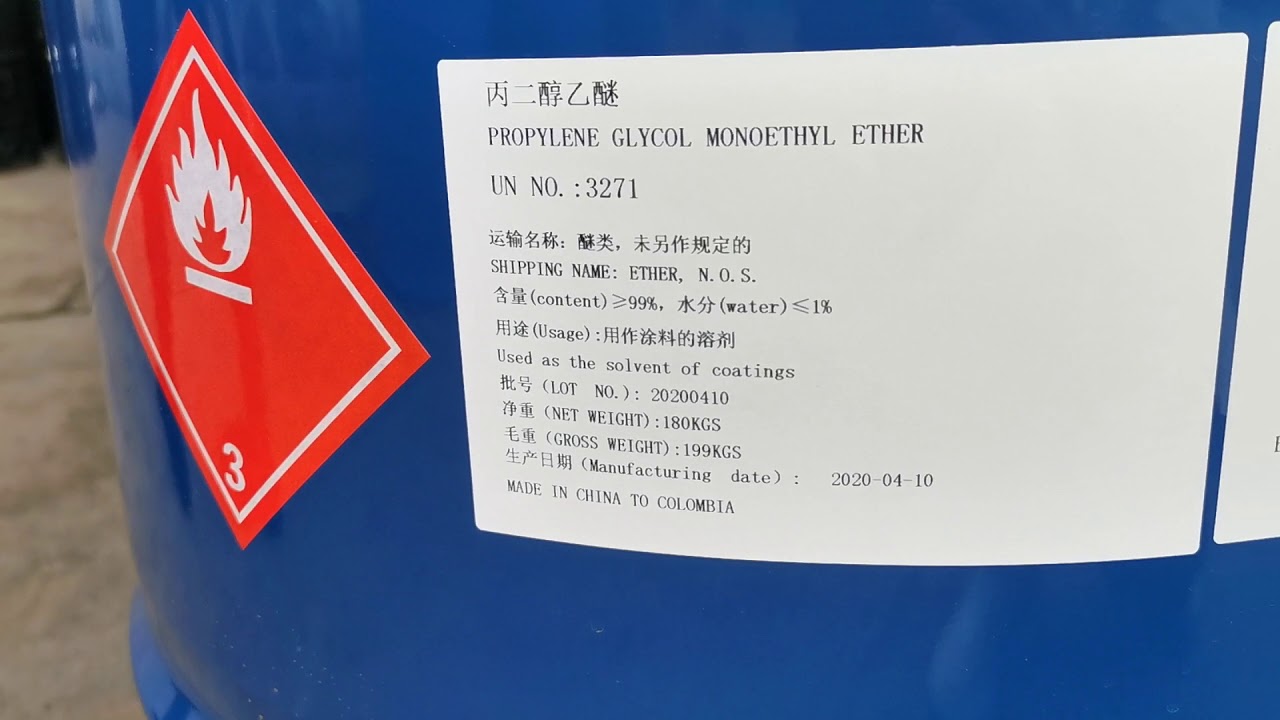 3
丙二醇乙醚
PROPYLENE GLYCOL MONOETHYL ETHER
UN NO.:3271
运输名称：醚类，未另作规定的
SHIPPING NAME: ETHER, N.O.S.
含量(content)≥99%，水分(water)≤1%
用途(Usage):用作涂料的溶剂
Used as the solvent of coatings
批号（LOT NO.): 20200410
净重（NET WEIGHT):180KGS
毛重（GROSS WEIGHT):199KGS
生产日期（Manufacturing date）: 2020-04-10
MADE IN CHINA TO COLOMBIA